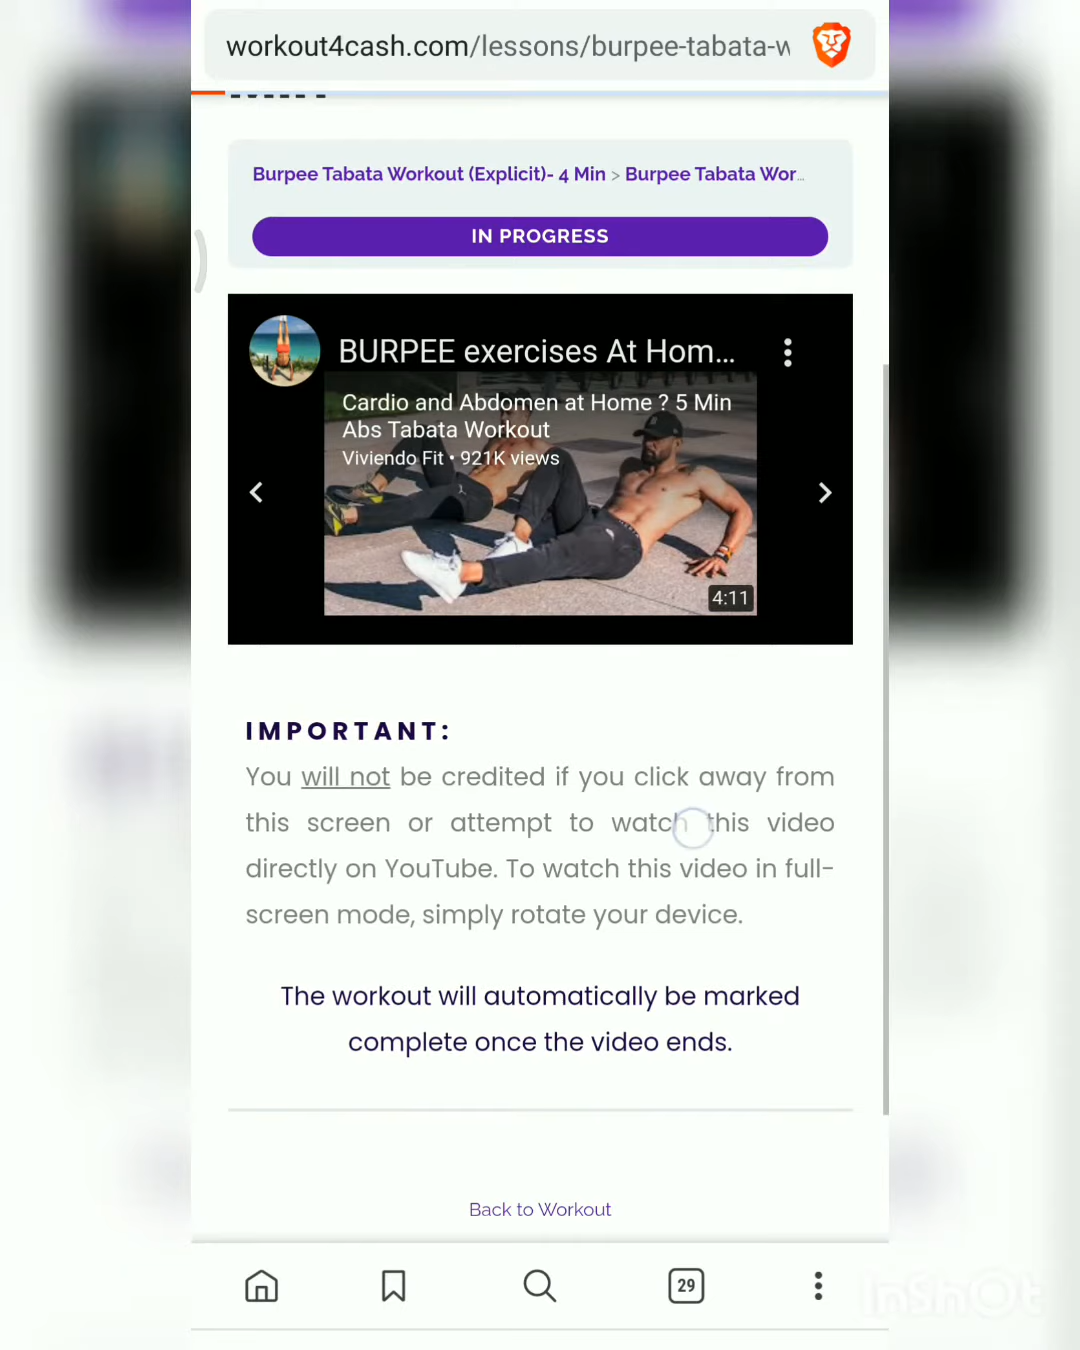 workout4cash.com/lessons/burpee-tabata-w
Burpee Tabata Workout (Explicit)- 4 Min > Burpee Tabata Wor...
IN PROGRESS
BURPEE exercises At Hom...
Cardio and Abdomen at Home ? 5 Min
Abs Tabata Workout
Viviendo Fit • 921K views
4:11
IMPORTANT:
You will not be credited if you click away from
this screen or attempt to watch this video
directly on YouTube. To watch this video in full-
screen mode, simply rotate your device.
The workout will automatically be marked
complete once the video ends.
Back to Workout
29
InShOt